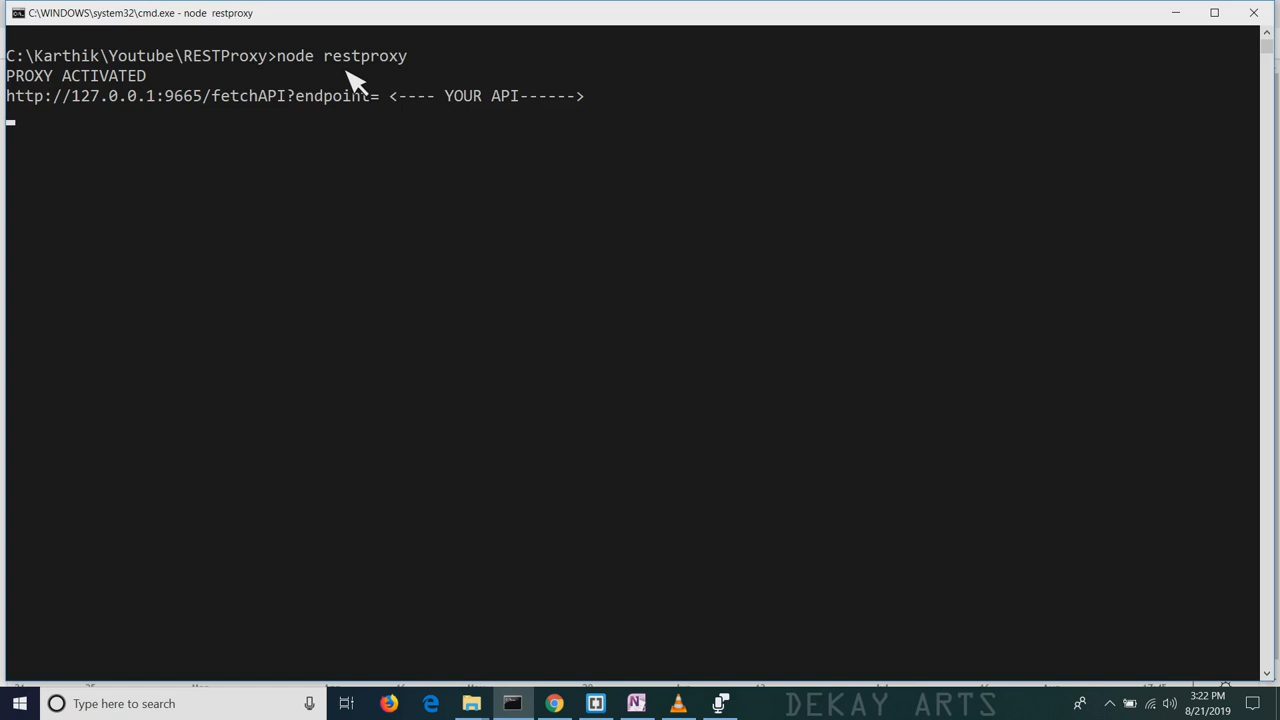 C:\WINDOWS\system32\cmd.exe - node  restproxy
C:\Karthik\Youtube\RESTProxy>node restproxy
PROXY ACTIVATED
http://127.0.0.1:9665/fetchAPI?endpoint= <---- YOUR API------>
Type here to search
DEKAY ARTS
3:22 PM
8/21/2019